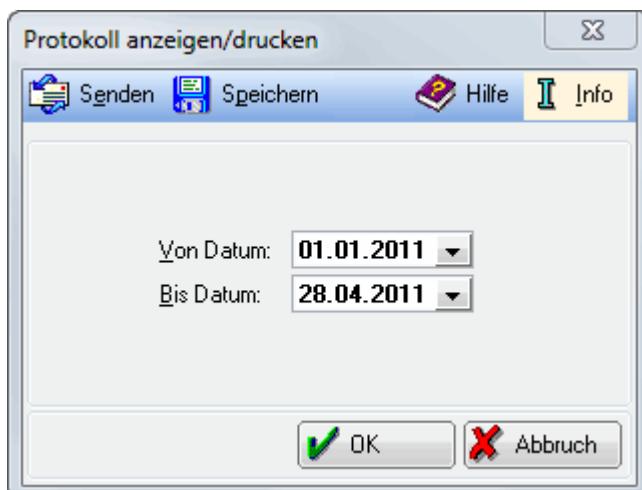 Protokoll anzeigen/drucken
Senden Speichern Hilfe Info
Von Datum: 01.01.2011
Bis Datum: 28.04.2011
OK Abbruch